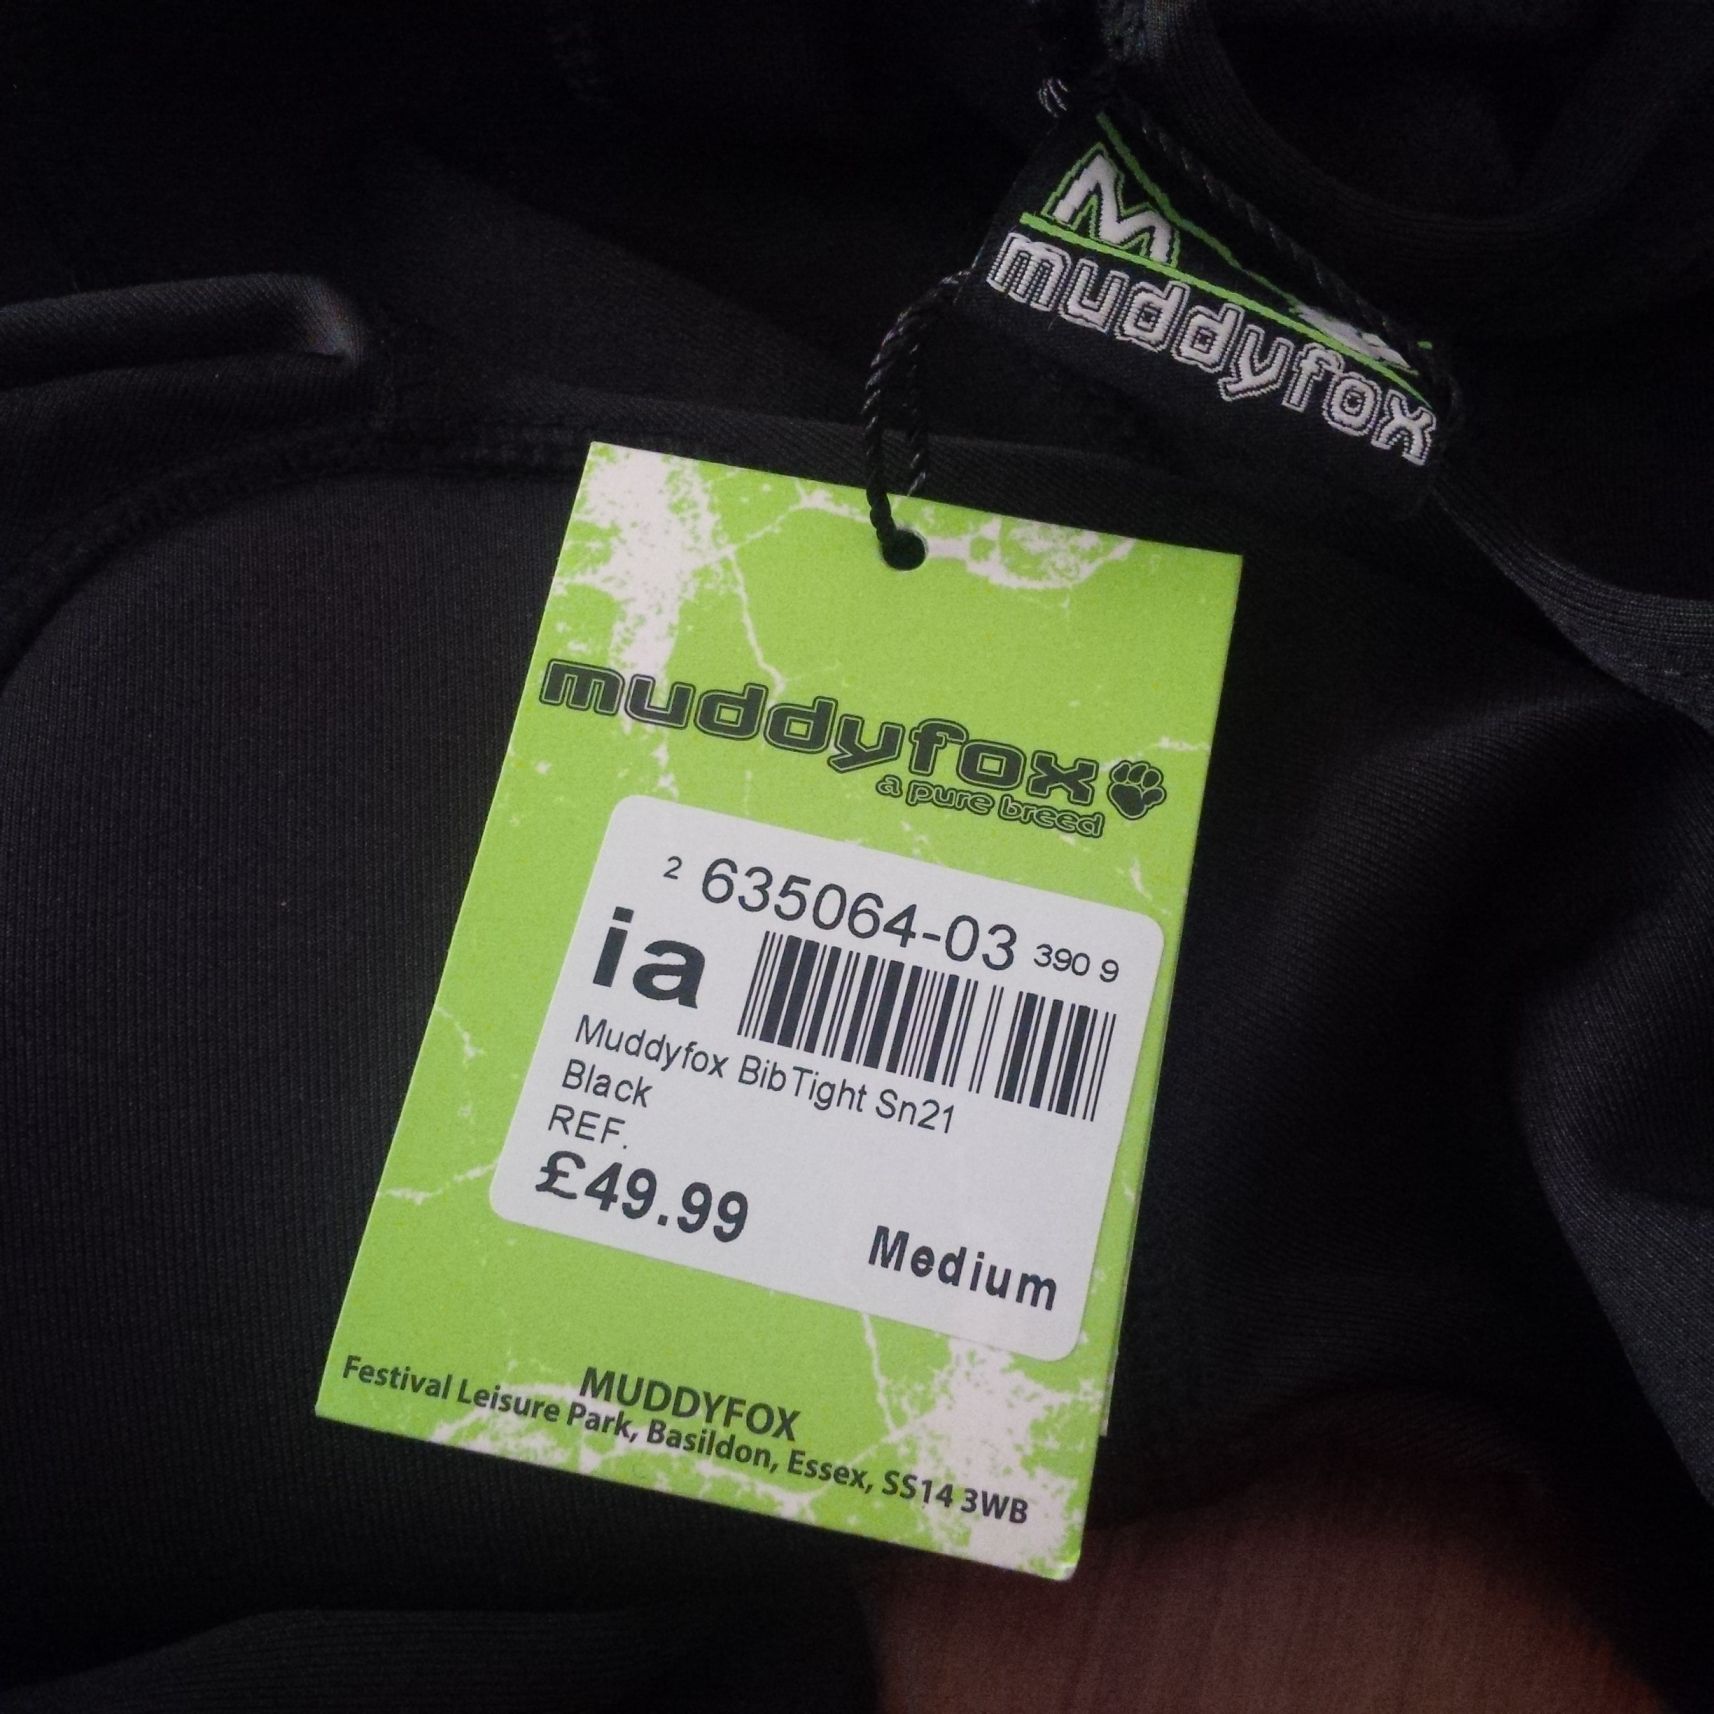 M
muddyfox
muddyfox
a pure breed
2 635064-03 390 9
ia
Muddyfox BibTight Sn21
Black
REF.
£49.99
Medium
MUDDYFOX
Festival Leisure Park, Basildon, Essex, SS14 3WB